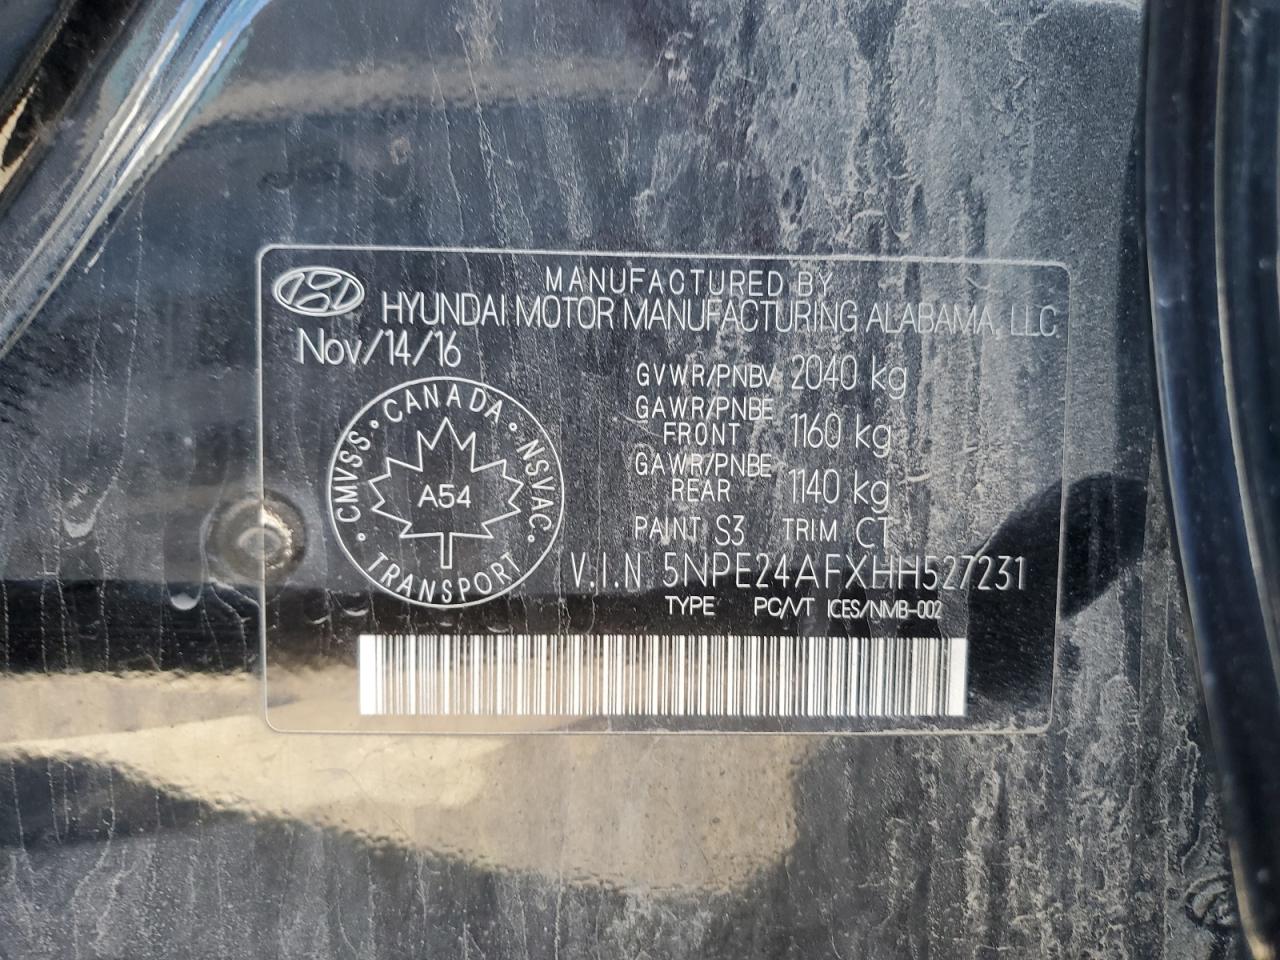 MANUFACTURED BY
HYUNDAI MOTOR MANUFACTURING ALABAMA, LLC
Nov/14/16
GVWR/PNBV 2040 kg
GAWR/PNBE FRONT 1160 kg
GAWR/PNBE REAR 1140 kg
CANADA · NSVAC · TRANSPORT · CMVSS ·
A54
PAINT S3 TRIM CT
V.I.N 5NPE24AFXHH527231
TYPE PC/VT ICES/NMB-002